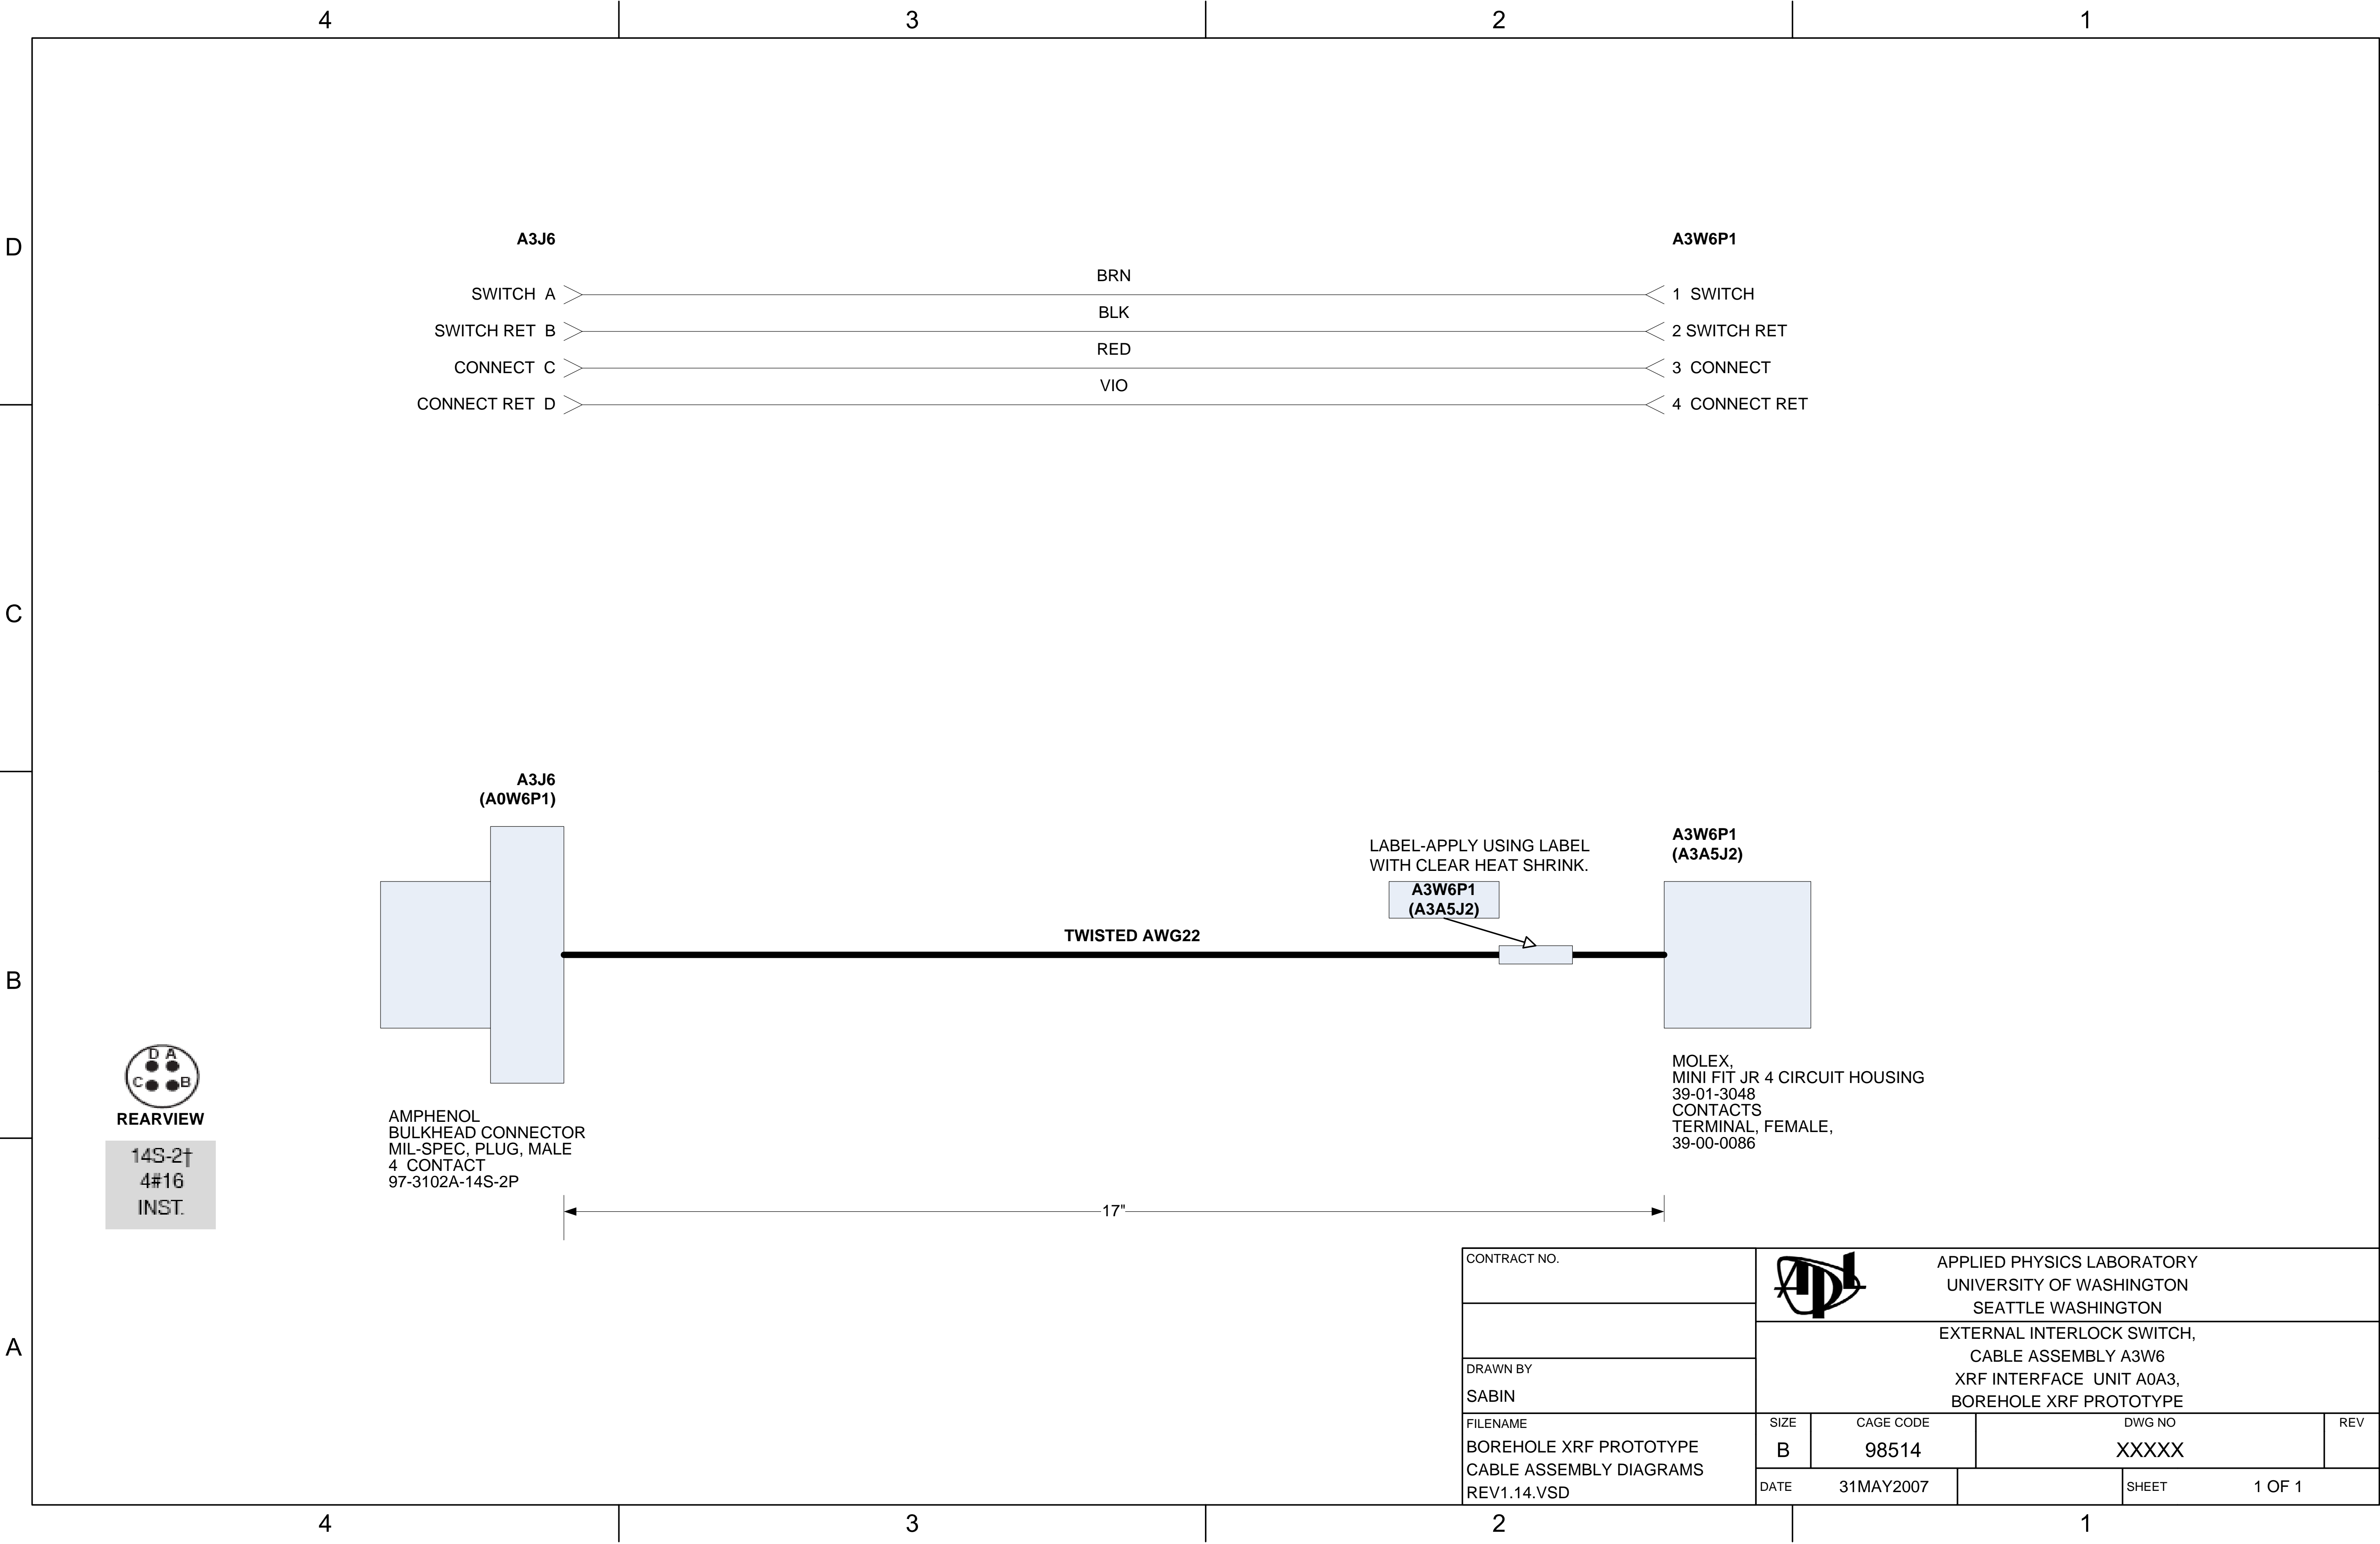 4 3 2 1
D
A3J6
A3W6P1
BRN
SWITCH A
1 SWITCH
BLK
SWITCH RET B
2 SWITCH RET
RED
CONNECT C
3 CONNECT
VIO
CONNECT RET D
4 CONNECT RET
C
A3J6
(A0W6P1)
LABEL-APPLY USING LABEL
WITH CLEAR HEAT SHRINK.
A3W6P1
(A3A5J2)
A3W6P1
(A3A5J2)
TWISTED AWG22
B
D A
C B
REARVIEW
14S-2†
4#16
INST.
AMPHENOL
BULKHEAD CONNECTOR
MIL-SPEC, PLUG, MALE
4 CONTACT
97-3102A-14S-2P
MOLEX,
MINI FIT JR 4 CIRCUIT HOUSING
39-01-3048
CONTACTS
TERMINAL, FEMALE,
39-00-0086
17"
A
CONTRACT NO.
APL
APPLIED PHYSICS LABORATORY
UNIVERSITY OF WASHINGTON
SEATTLE WASHINGTON
EXTERNAL INTERLOCK SWITCH,
CABLE ASSEMBLY A3W6
XRF INTERFACE UNIT A0A3,
BOREHOLE XRF PROTOTYPE
DRAWN BY
SABIN
FILENAME
BOREHOLE XRF PROTOTYPE
CABLE ASSEMBLY DIAGRAMS
REV1.14.VSD
SIZE
B
CAGE CODE
98514
DWG NO
XXXXX
REV
DATE 31MAY2007
SHEET 1 OF 1
4 3 2 1